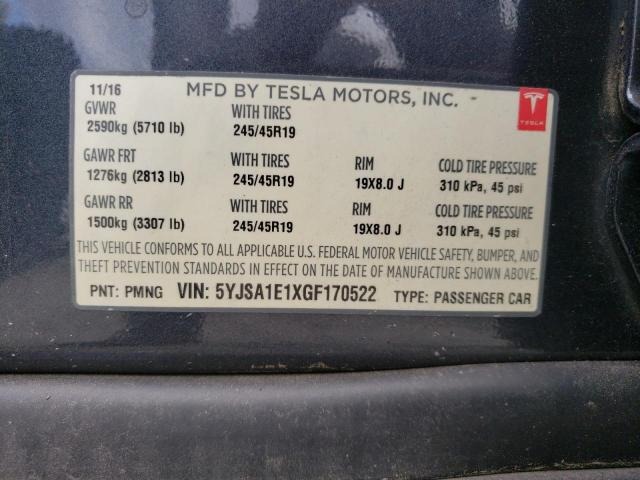 11/16 MFD BY TESLA MOTORS, INC.
GVWR WITH TIRES
2590kg (5710 lb) 245/45R19
TESLA
GAWR FRT WITH TIRES RIM COLD TIRE PRESSURE
1276kg (2813 lb) 245/45R19 19X8.0 J 310 kPa, 45 psi
GAWR RR WITH TIRES RIM COLD TIRE PRESSURE
1500kg (3307 lb) 245/45R19 19X8.0 J 310 kPa, 45 psi
THIS VEHICLE CONFORMS TO ALL APPLICABLE U.S. FEDERAL MOTOR VEHICLE SAFETY, BUMPER, AND
THEFT PREVENTION STANDARDS IN EFFECT ON THE DATE OF MANUFACTURE SHOWN ABOVE.
PNT: PMNG VIN: 5YJSA1E1XGF170522 TYPE: PASSENGER CAR